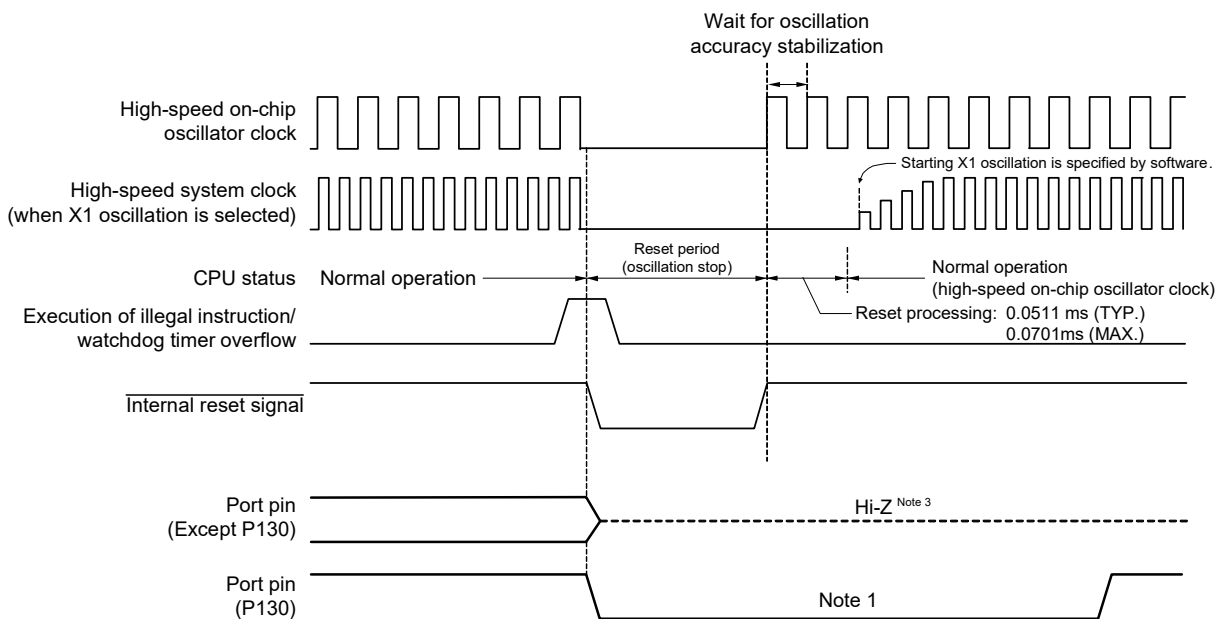 Wait for oscillation
accuracy stabilization
High-speed on-chip
oscillator clock
Starting X1 oscillation is specified by software.
High-speed system clock
(when X1 oscillation is selected)
Reset period
(oscillation stop)
CPU status
Normal operation
Normal operation
(high-speed on-chip oscillator clock)
Reset processing: 0.0511 ms (TYP.)
0.0701ms (MAX.)
Execution of illegal instruction/
watchdog timer overflow
Internal reset signal
Port pin
(Except P130)
Hi-Z Note 3
Port pin
(P130)
Note 1